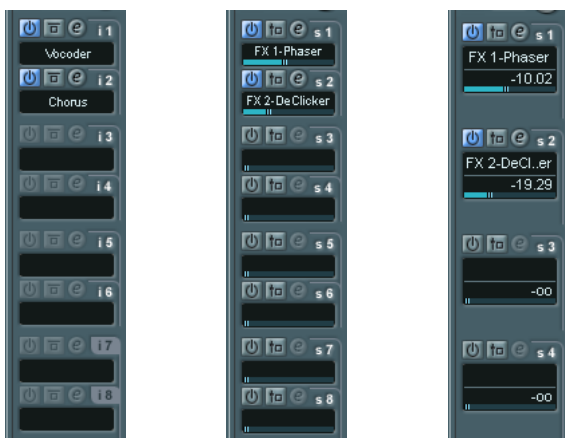 e i1
Vocoder
e i2
Chorus
e i3
e i4
e i5
e i6
e i7
e i8
e s1
FX 1-Phaser
e s2
FX 2-DeClicker
e s3
e s4
e s5
e s6
e s7
e s8
e s1
FX 1-Phaser
-10.02
e s2
FX 2-DeCl..er
-19.29
e s3
-oo
e s4
-oo